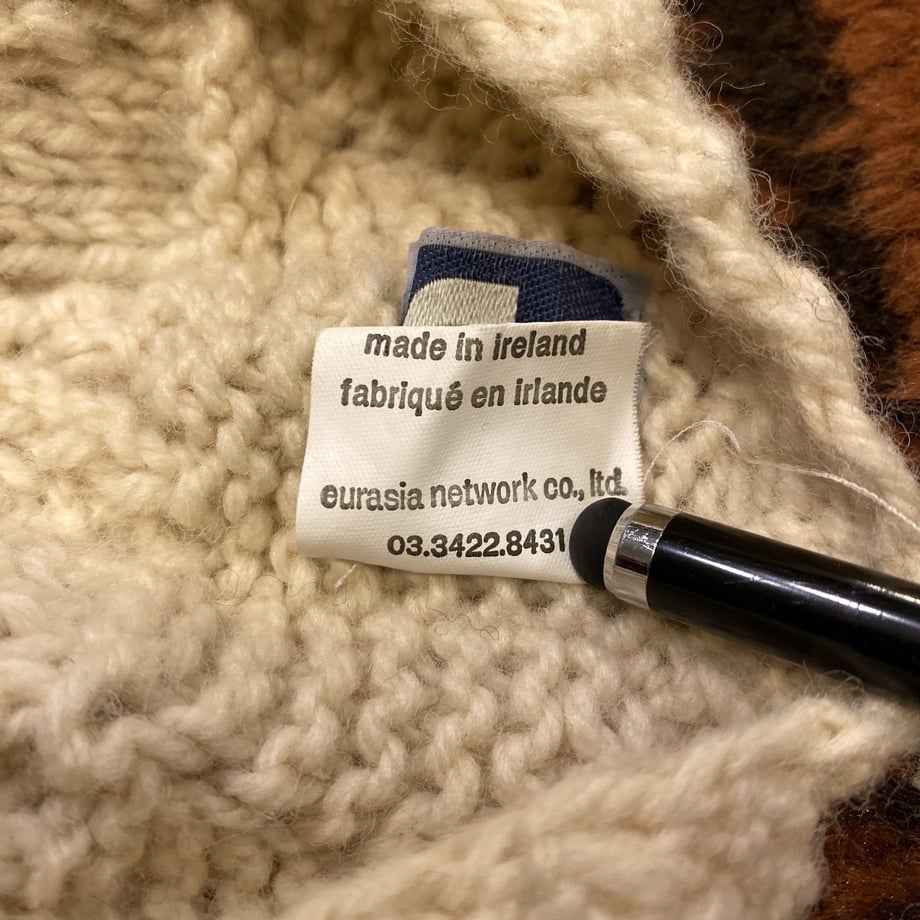 made in ireland
fabriqué en irlande
eurasia network co., ltd.
03.3422.8431